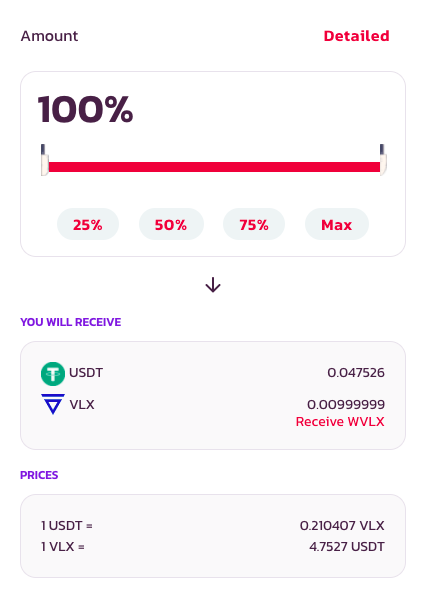 Amount Detailed
100%
25% 50% 75% Max
YOU WILL RECEIVE
USDT 0.047526
VLX 0.00999999
Receive WVLX
PRICES
1 USDT = 0.210407 VLX
1 VLX = 4.7527 USDT